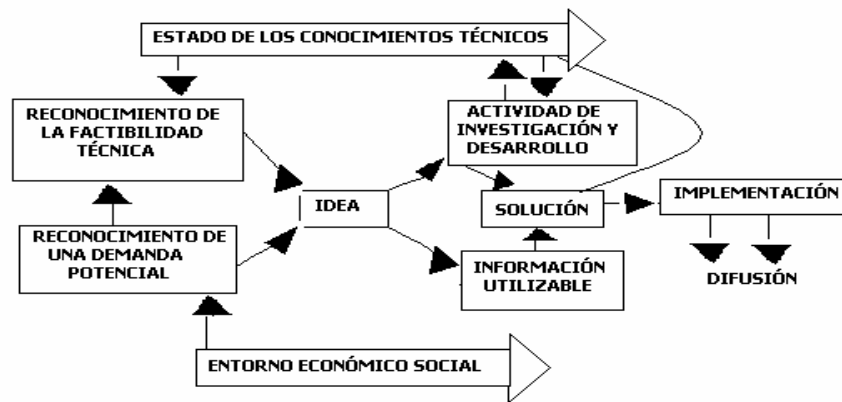 ESTADO DE LOS CONOCIMIENTOS TÉCNICOS
RECONOCIMIENTO DE
LA FACTIBILIDAD
TÉCNICA
ACTIVIDAD DE
INVESTIGACIÓN Y
DESARROLLO
IDEA
SOLUCIÓN
IMPLEMENTACIÓN
RECONOCIMIENTO DE
UNA DEMANDA
POTENCIAL
INFORMACIÓN
UTILIZABLE
DIFUSIÓN
ENTORNO ECONÓMICO SOCIAL